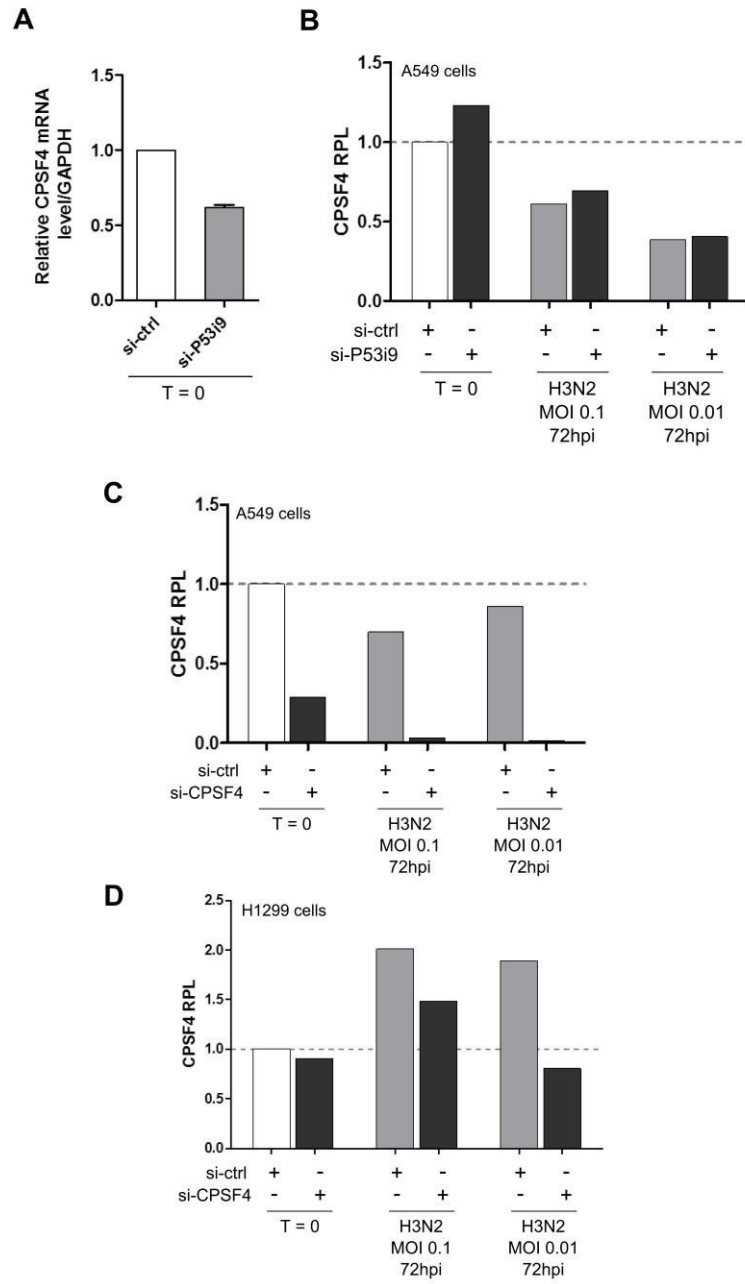 A
Relative CPSF4 mRNA
level/GAPDH
1.5
1.0
0.5
0.0
si-ctrl
si-P53i9
T = 0
B
A549 cells
CPSF4 RPL
1.5
1.0
0.5
0.0
si-ctrl + - + - + -
si-P53i9 - + - + - +
T = 0 H3N2 H3N2
MOI 0.1 MOI 0.01
72hpi 72hpi
C
A549 cells
CPSF4 RPL
1.5
1.0
0.5
0.0
si-ctrl + - + - + -
si-CPSF4 - + - + - +
T = 0 H3N2 H3N2
MOI 0.1 MOI 0.01
72hpi 72hpi
D
H1299 cells
CPSF4 RPL
2.5
2.0
1.5
1.0
0.5
0.0
si-ctrl + - + - + -
si-CPSF4 - + - + - +
T = 0 H3N2 H3N2
MOI 0.1 MOI 0.01
72hpi 72hpi